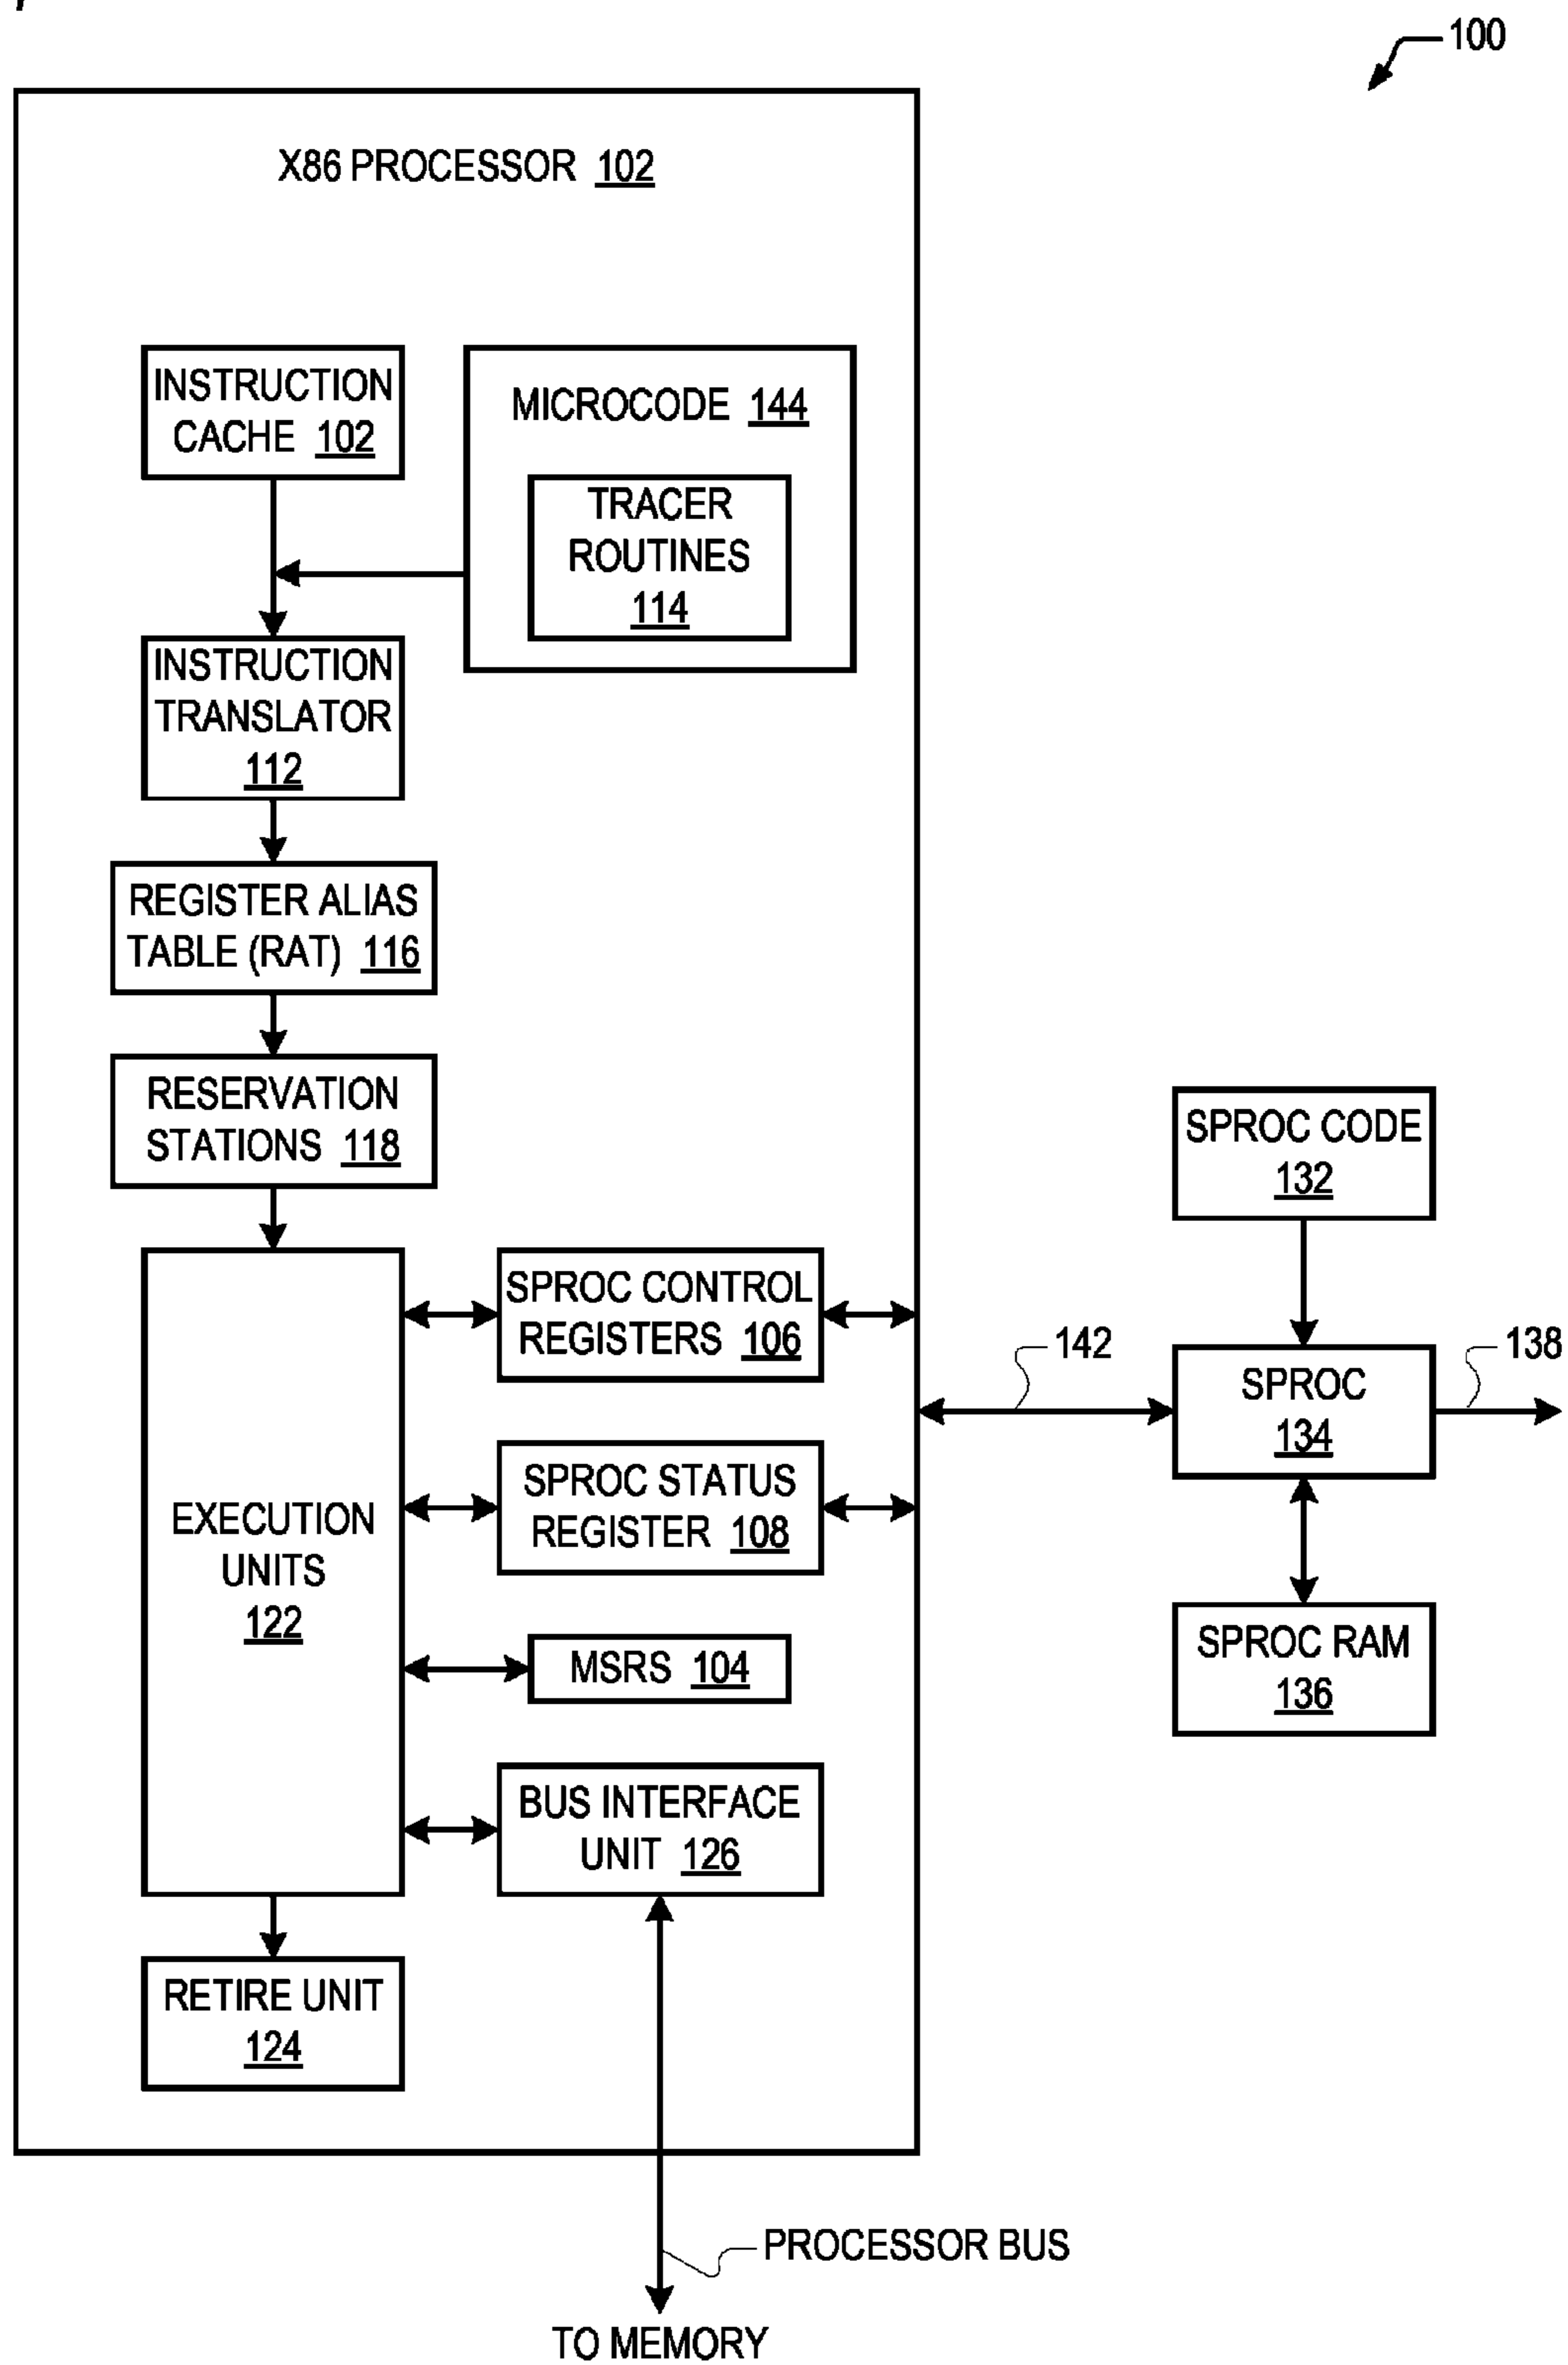 100
X86 PROCESSOR 102
INSTRUCTION
CACHE 102
MICROCODE 144
TRACER
ROUTINES
114
INSTRUCTION
TRANSLATOR
112
REGISTER ALIAS
TABLE (RAT) 116
RESERVATION
STATIONS 118
EXECUTION
UNITS
122
SPROC CONTROL
REGISTERS 106
SPROC STATUS
REGISTER 108
MSRS 104
BUS INTERFACE
UNIT 126
RETIRE UNIT
124
SPROC CODE
132
142
SPROC
134
138
SPROC RAM
136
PROCESSOR BUS
TO MEMORY